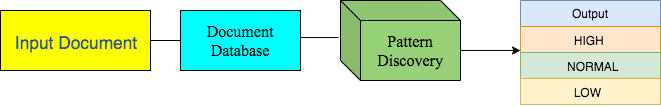 Input Document
Document
Database
Pattern
Discovery
Output
HIGH
NORMAL
LOW